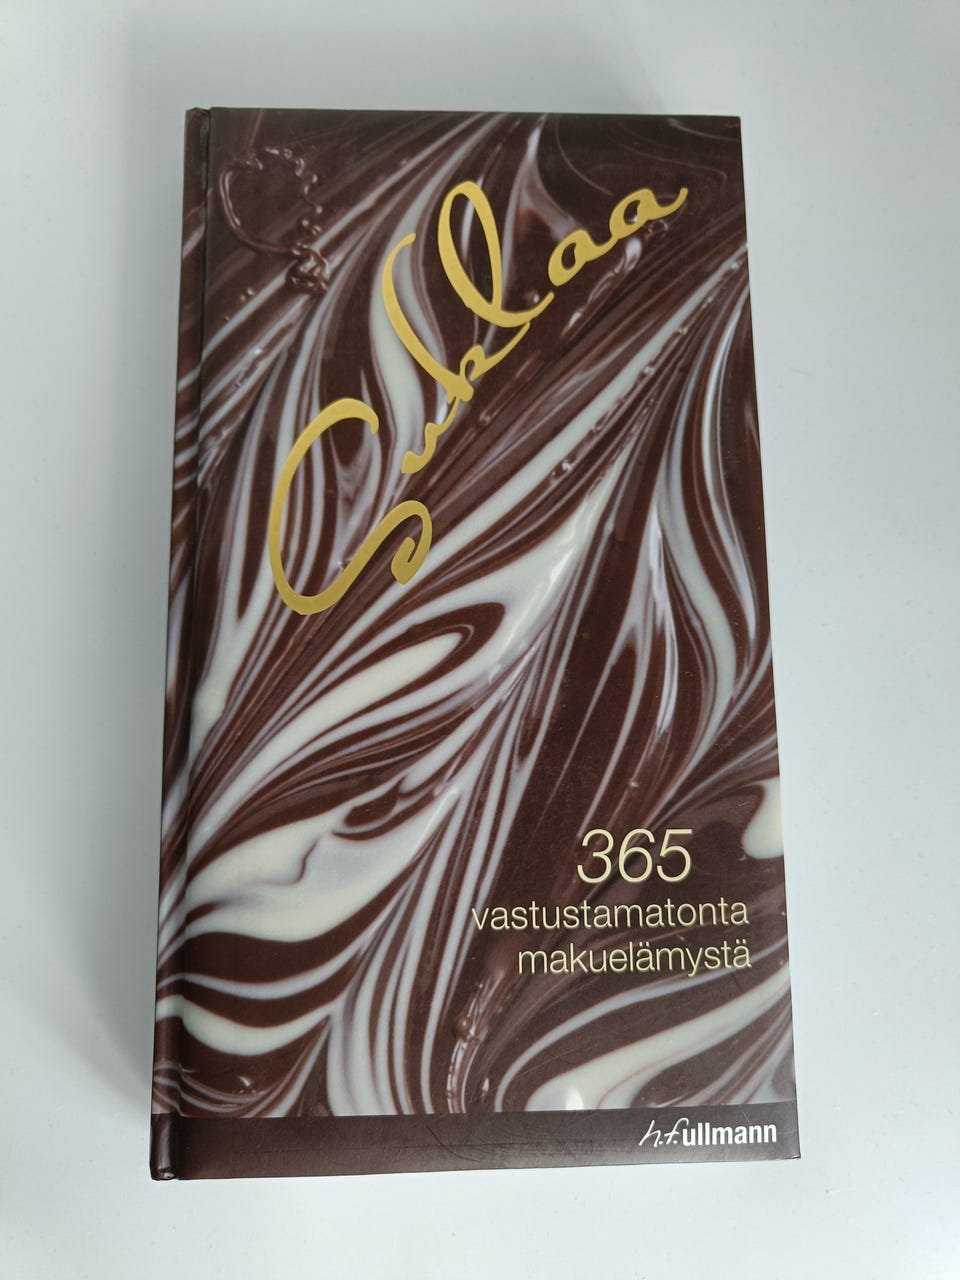 Suklaa
365
vastustamatonta
makuelämystä
h.f.ullmann